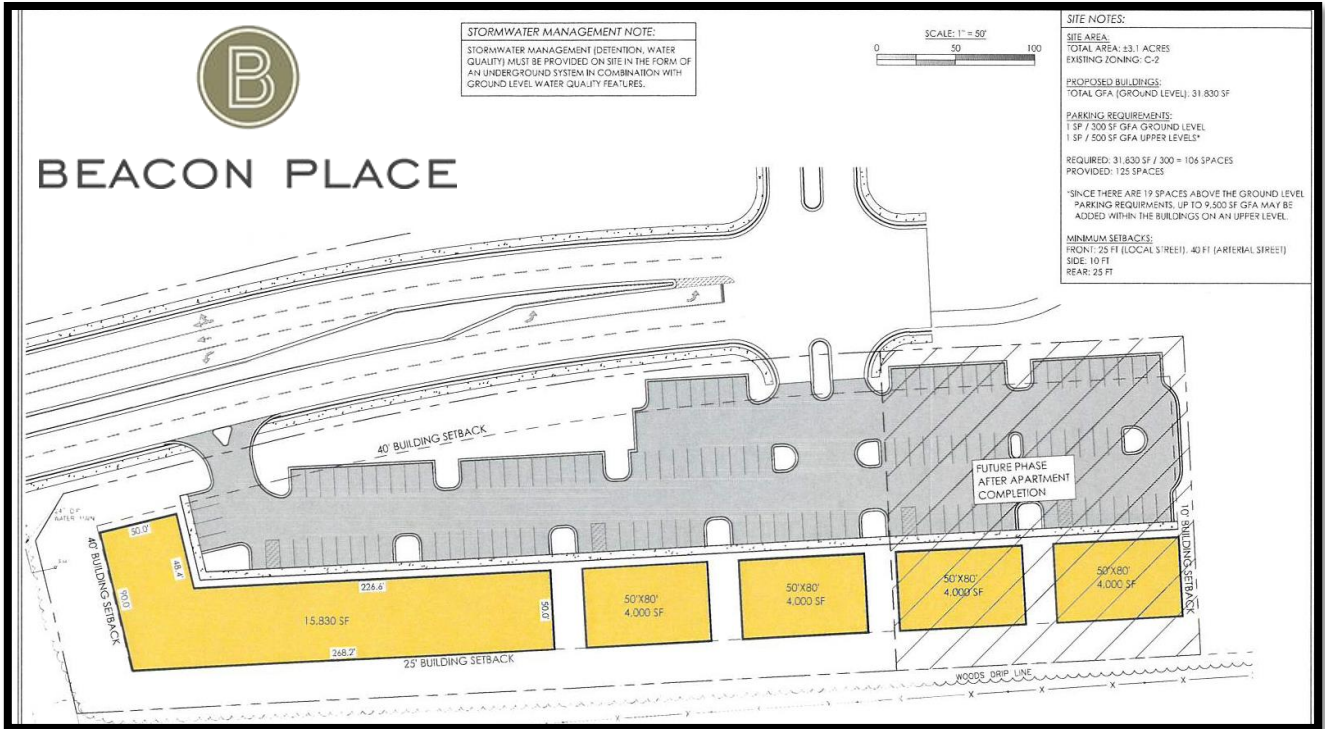 B
BEACON PLACE
STORMWATER MANAGEMENT NOTE:
STORMWATER MANAGEMENT (DETENTION, WATER
QUALITY) MUST BE PROVIDED ON SITE IN THE FORM OF
AN UNDERGROUND SYSTEM IN COMBINATION WITH
GROUND LEVEL WATER QUALITY FEATURES.
SCALE: 1" = 50'
0 50 100
SITE NOTES:
SITE AREA:
TOTAL AREA: ±3.1 ACRES
EXISTING ZONING: C-2
PROPOSED BUILDINGS:
TOTAL GFA (GROUND LEVEL): 31,830 SF
PARKING REQUIREMENTS:
1 SP / 300 SF GFA GROUND LEVEL
1 SP / 500 SF GFA UPPER LEVELS*
REQUIRED: 31,830 SF / 300 = 106 SPACES
PROVIDED: 125 SPACES
*SINCE THERE ARE 19 SPACES ABOVE THE GROUND LEVEL
PARKING REQUIRMENTS, UP TO 9,500 SF GFA MAY BE
ADDED WITHIN THE BUILDINGS ON AN UPPER LEVEL.
MINIMUM SETBACKS:
FRONT: 25 FT (LOCAL STREET), 40 FT (ARTERIAL STREET)
SIDE: 10 FT
REAR: 25 FT
40' BUILDING SETBACK
FUTURE PHASE
AFTER APARTMENT
COMPLETION
WATER
40' BUILDING SETBACK
50.0'
48.4'
90.0'
226.6'
50.0'
15,830 SF
268.2'
25' BUILDING SETBACK
50'X80'
4,000 SF
50'X80'
4,000 SF
50'X80'
4,000 SF
50'X80'
4,000 SF
10' BUILDING SETBACK
WOODS DRIP LINE
X X X X X